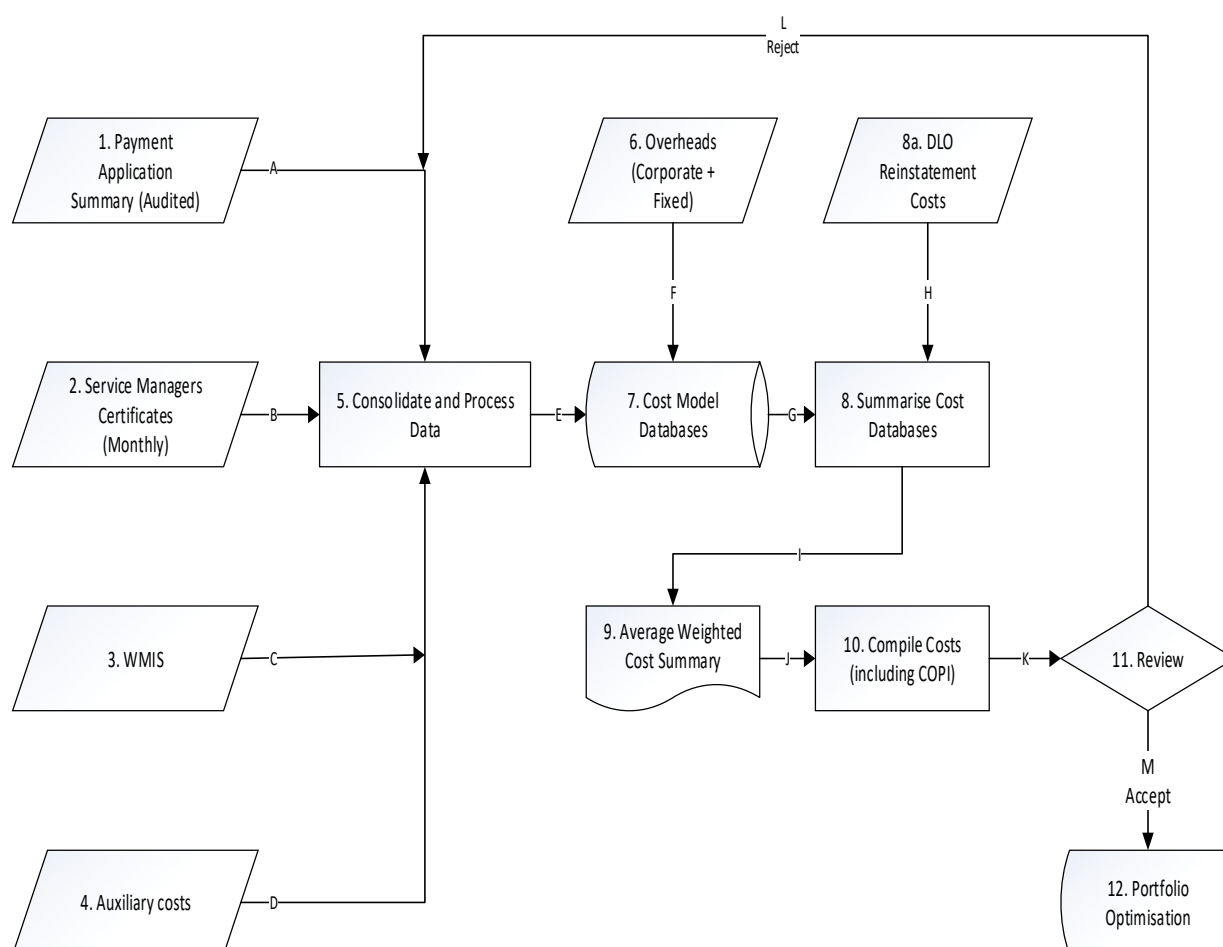 L
Reject
1. Payment
Application
Summary (Audited)
A
6. Overheads
(Corporate +
Fixed)
8a. DLO
Reinstatement
Costs
F
H
2. Service Managers
Certificates
(Monthly)
B
5. Consolidate and Process
Data
E
7. Cost Model
Databases
G
8. Summarise Cost
Databases
I
3. WMIS
C
9. Average Weighted
Cost Summary
J
10. Compile Costs
(including COPI)
K
11. Review
M
Accept
4. Auxiliary costs
D
12. Portfolio
Optimisation